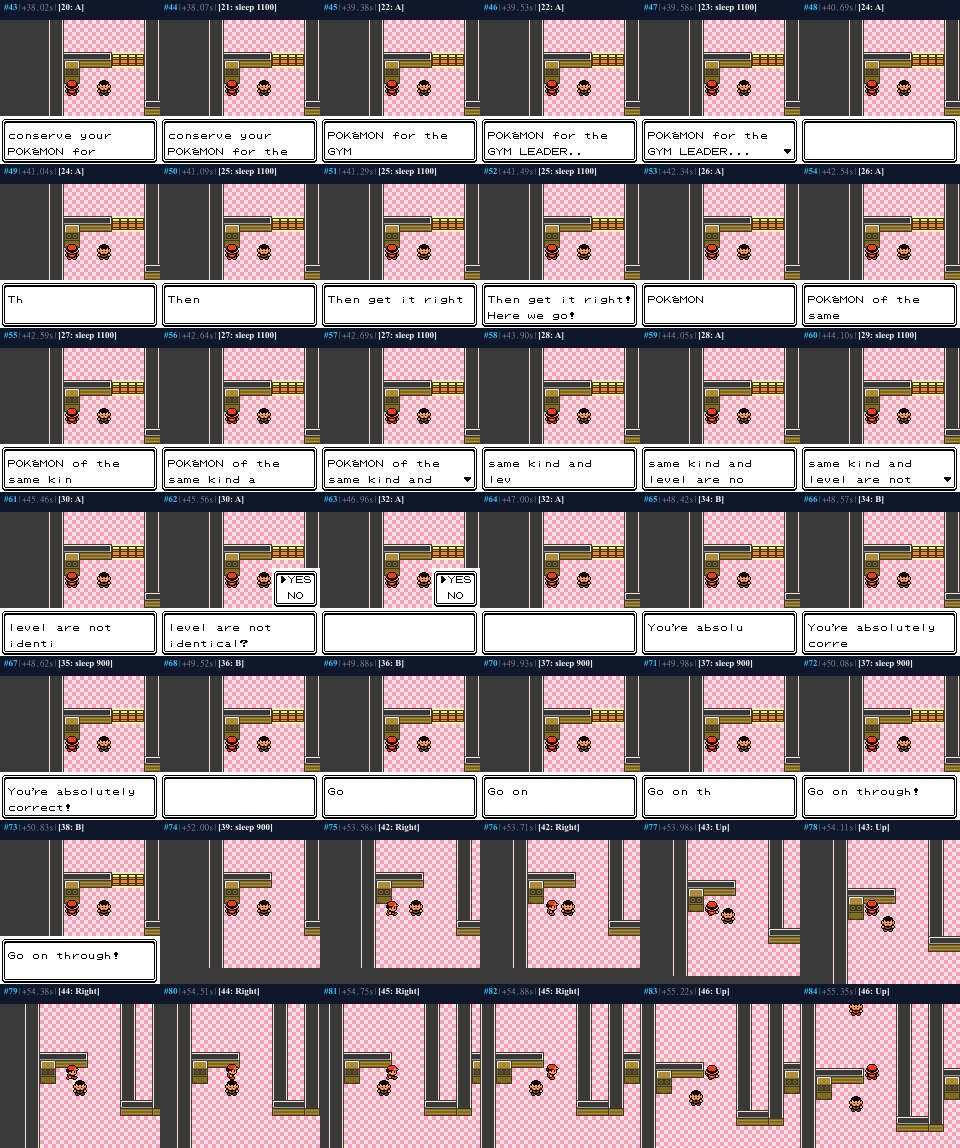 #43 | +38.02s | [20: A]
conserve your
POKéMON for
#44 | +38.07s | [21: sleep 1100]
conserve your
POKéMON for the
#45 | +39.38s | [22: A]
POKéMON for the
GYM
#46 | +39.53s | [22: A]
POKéMON for the
GYM LEADER..
#47 | +39.58s | [23: sleep 1100]
POKéMON for the
GYM LEADER...
#48 | +40.69s | [24: A]
#49 | +41.04s | [24: A]
Th
#50 | +41.09s | [25: sleep 1100]
Then
#51 | +41.29s | [25: sleep 1100]
Then get it right
#52 | +41.49s | [25: sleep 1100]
Then get it right!
Here we go!
#53 | +42.34s | [26: A]
POKéMON
#54 | +42.54s | [26: A]
POKéMON of the
same
#55 | +42.59s | [27: sleep 1100]
POKéMON of the
same kin
#56 | +42.64s | [27: sleep 1100]
POKéMON of the
same kind a
#57 | +42.69s | [27: sleep 1100]
POKéMON of the
same kind and
#58 | +43.90s | [28: A]
same kind and
lev
#59 | +44.05s | [28: A]
same kind and
level are no
#60 | +44.10s | [29: sleep 1100]
same kind and
level are not
#61 | +45.46s | [30: A]
level are not
identi
#62 | +45.56s | [30: A]
YES
NO
level are not
identical?
#63 | +46.96s | [32: A]
YES
NO
#64 | +47.00s | [32: A]
#65 | +48.42s | [34: B]
You're absolu
#66 | +48.57s | [34: B]
You're absolutely
corre
#67 | +48.62s | [35: sleep 900]
You're absolutely
correct!
#68 | +49.52s | [36: B]
#69 | +49.88s | [36: B]
Go
#70 | +49.93s | [37: sleep 900]
Go on
#71 | +49.98s | [37: sleep 900]
Go on th
#72 | +50.08s | [37: sleep 900]
Go on through!
#73 | +50.83s | [38: B]
Go on through!
#74 | +52.00s | [39: sleep 900]
#75 | +53.58s | [42: Right]
#76 | +53.71s | [42: Right]
#77 | +53.98s | [43: Up]
#78 | +54.11s | [43: Up]
#79 | +54.38s | [44: Right]
#80 | +54.51s | [44: Right]
#81 | +54.75s | [45: Right]
#82 | +54.88s | [45: Right]
#83 | +55.22s | [46: Up]
#84 | +55.35s | [46: Up]